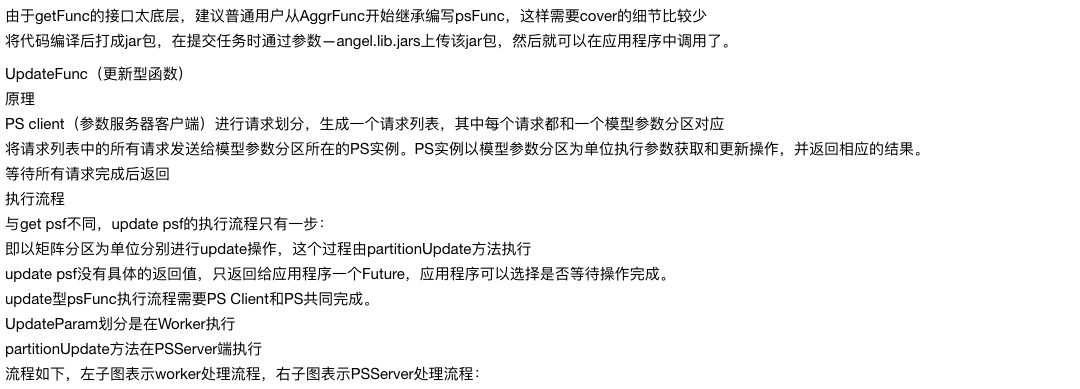 由于getFunc的接口太底层，建议普通用户从AggrFunc开始继承编写psFunc，这样需要cover的细节比较少
将代码编译后打成jar包，在提交任务时通过参数—angel.lib.jars上传该jar包，然后就可以在应用程序中调用了。
UpdateFunc（更新型函数）
原理
PS client（参数服务器客户端）进行请求划分，生成一个请求列表，其中每个请求都和一个模型参数分区对应
将请求列表中的所有请求发送给模型参数分区所在的PS实例。PS实例以模型参数分区为单位执行参数获取和更新操作，并返回相应的结果。
等待所有请求完成后返回
执行流程
与get psf不同，update psf的执行流程只有一步：
即以矩阵分区为单位分别进行update操作，这个过程由partitionUpdate方法执行
update psf没有具体的返回值，只返回给应用程序一个Future，应用程序可以选择是否等待操作完成。
update型psFunc执行流程需要PS Client和PS共同完成。
UpdateParam划分是在Worker执行
partitionUpdate方法在PSServer端执行
流程如下，左子图表示worker处理流程，右子图表示PSServer处理流程：